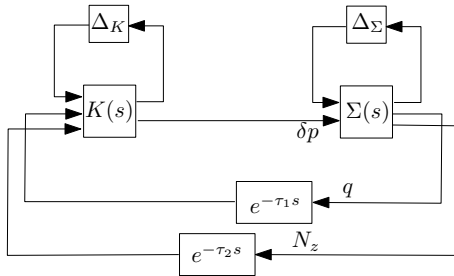 Δ_K
Δ_Σ
K(s)
δp
Σ(s)
e^{-τ_1 s}
q
e^{-τ_2 s}
N_z